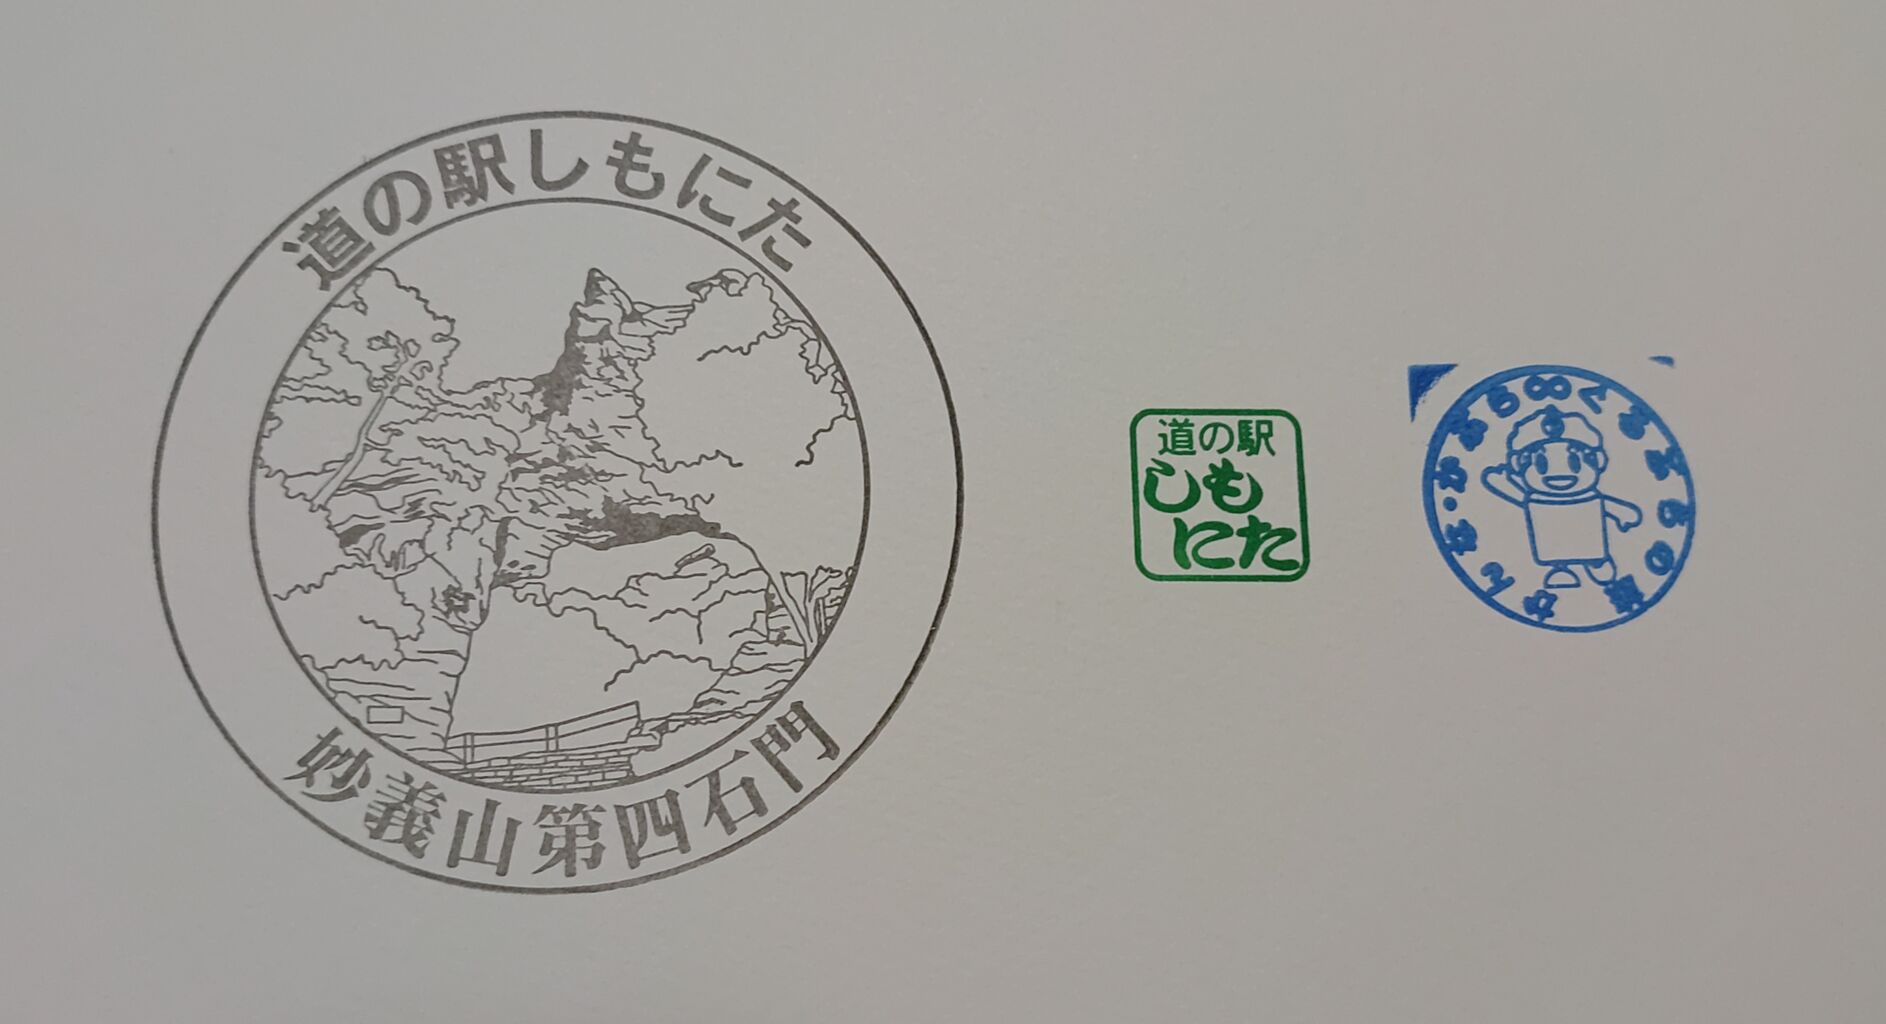 道の駅しもにた
妙義山第四石門
道の駅
しも
にた